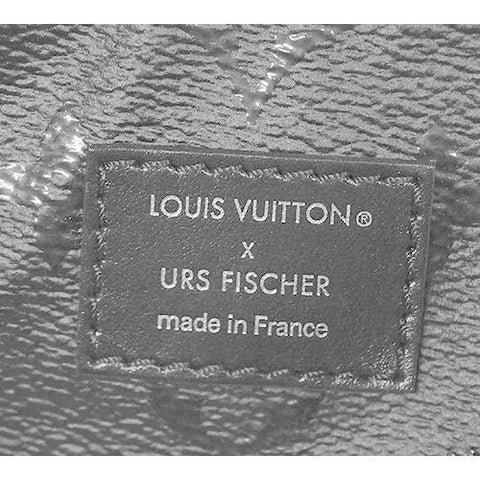 LOUIS VUITTON®
x
URS FISCHER
made in France